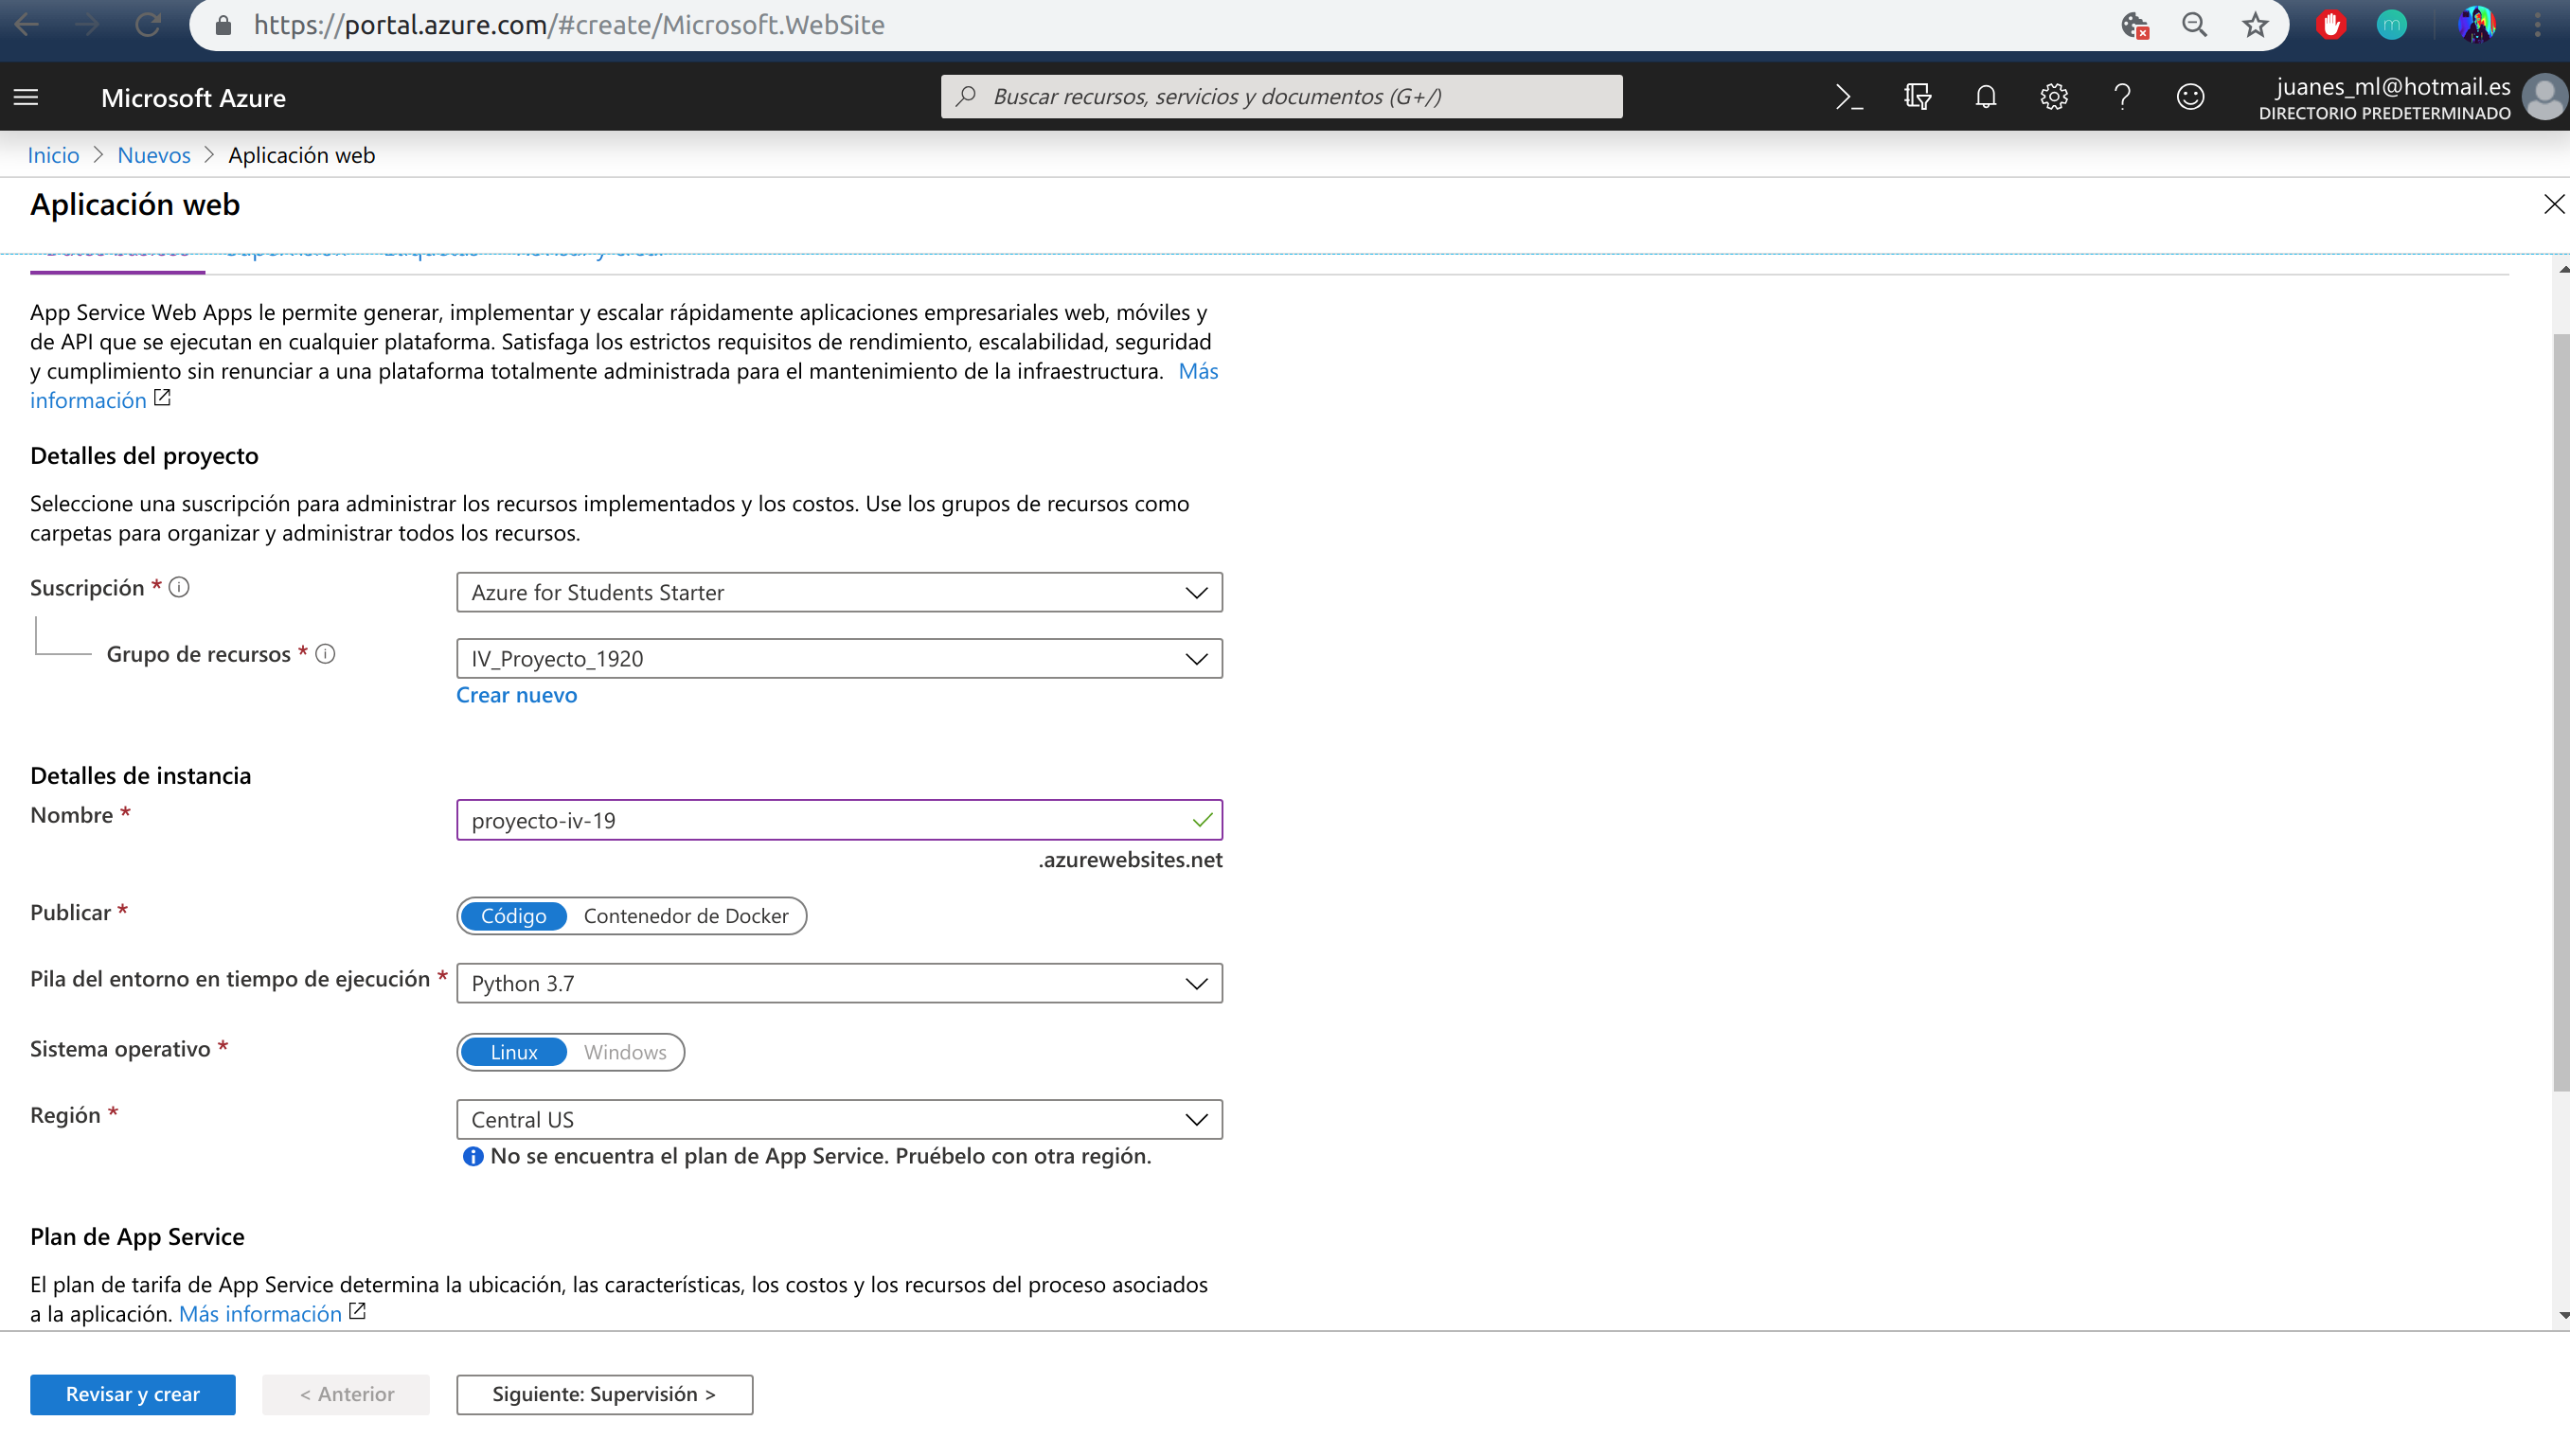 https://portal.azure.com/#create/Microsoft.WebSite
m
Microsoft Azure
Buscar recursos, servicios y documentos (G+/)
juanes_ml@hotmail.es
DIRECTORIO PREDETERMINADO
Inicio > Nuevos > Aplicación web
Aplicación web
App Service Web Apps le permite generar, implementar y escalar rápidamente aplicaciones empresariales web, móviles y
de API que se ejecutan en cualquier plataforma. Satisfaga los estrictos requisitos de rendimiento, escalabilidad, seguridad
y cumplimiento sin renunciar a una plataforma totalmente administrada para el mantenimiento de la infraestructura. Más
información
Detalles del proyecto
Seleccione una suscripción para administrar los recursos implementados y los costos. Use los grupos de recursos como
carpetas para organizar y administrar todos los recursos.
Suscripción *
Azure for Students Starter
Grupo de recursos *
IV_Proyecto_1920
Crear nuevo
Detalles de instancia
Nombre *
proyecto-iv-19
.azurewebsites.net
Publicar *
Código Contenedor de Docker
Pila del entorno en tiempo de ejecución *
Python 3.7
Sistema operativo *
Linux Windows
Región *
Central US
No se encuentra el plan de App Service. Pruébelo con otra región.
Plan de App Service
El plan de tarifa de App Service determina la ubicación, las características, los costos y los recursos del proceso asociados
a la aplicación. Más información
Revisar y crear
< Anterior
Siguiente: Supervisión >